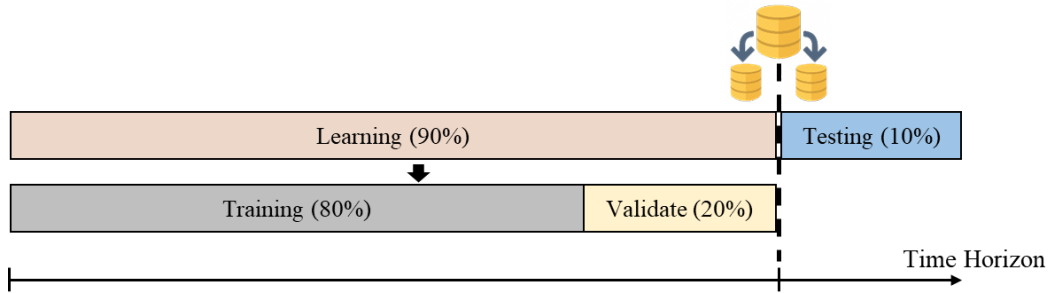 Learning (90%)
Testing (10%)
Training (80%)
Validate (20%)
Time Horizon